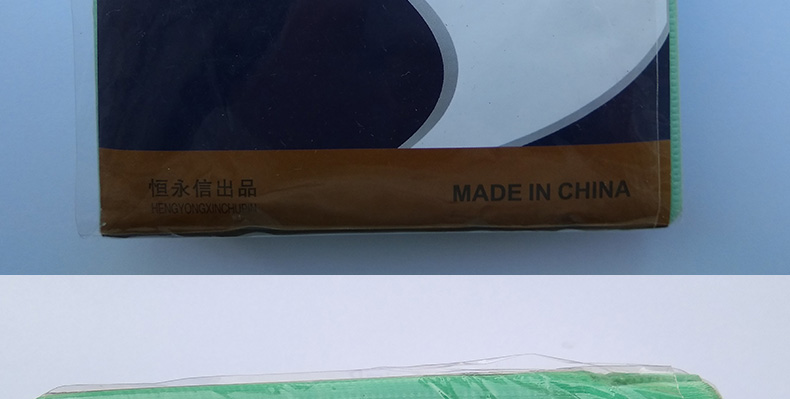 恒永信出品
HENGYONGXINCHUPIN
MADE IN CHINA